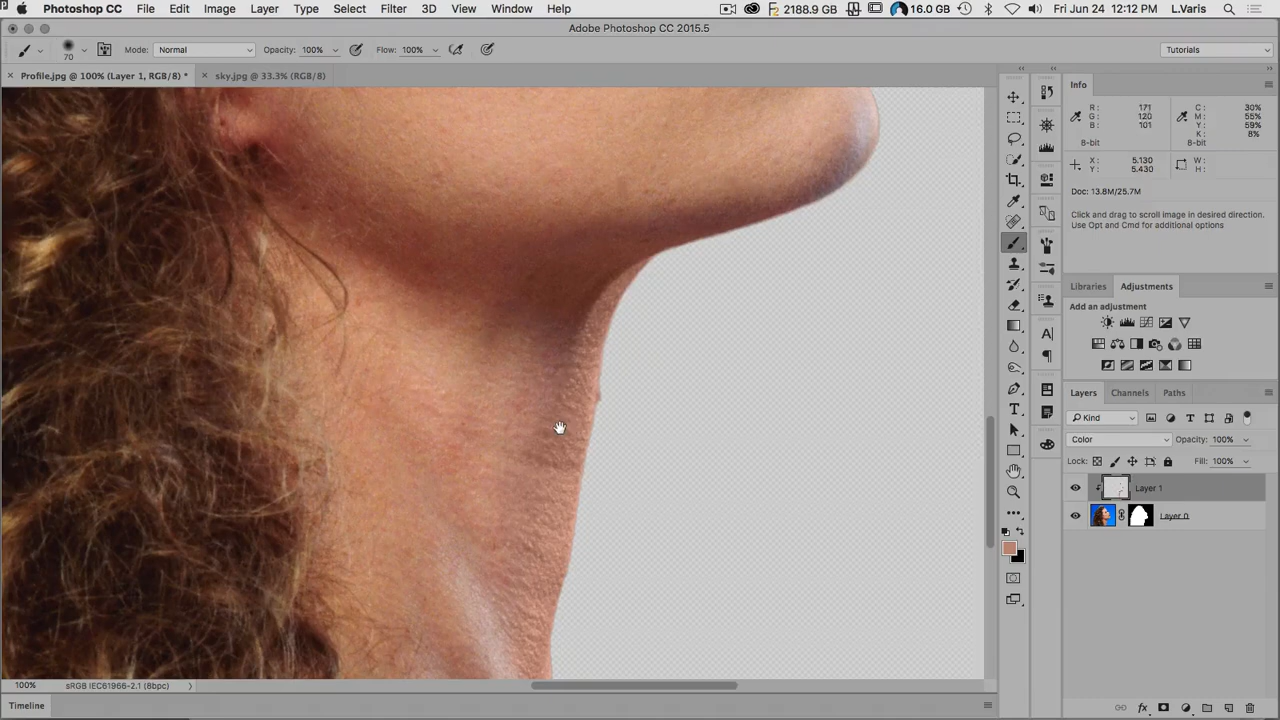 Photoshop CC File Edit Image Layer Type Select Filter 3D View Window Help 2188.9 GB 16.0 GB Fri Jun 24 12:12 PM L.Varis
Adobe Photoshop CC 2015.5
70 Mode: Normal Opacity: 100% Flow: 100% Tutorials
× Profile.jpg @ 100% (Layer 1, RGB/8) * × sky.jpg @ 33.3% (RGB/8)
Info
R: 171 C: 30%
G: 120 M: 55%
B: 101 Y: 59%
K: 8%
8-bit 8-bit
X: 5.130 W:
Y: 5.430 H:
Doc: 13.8M/25.7M
Click and drag to scroll image in desired direction.
Use Opt and Cmd for additional options
Libraries Adjustments
Add an adjustment
Layers Channels Paths
Kind
Color Opacity: 100%
Lock: Fill: 100%
Layer 1
Layer 0
100% sRGB IEC61966-2.1 (8bpc)
Timeline